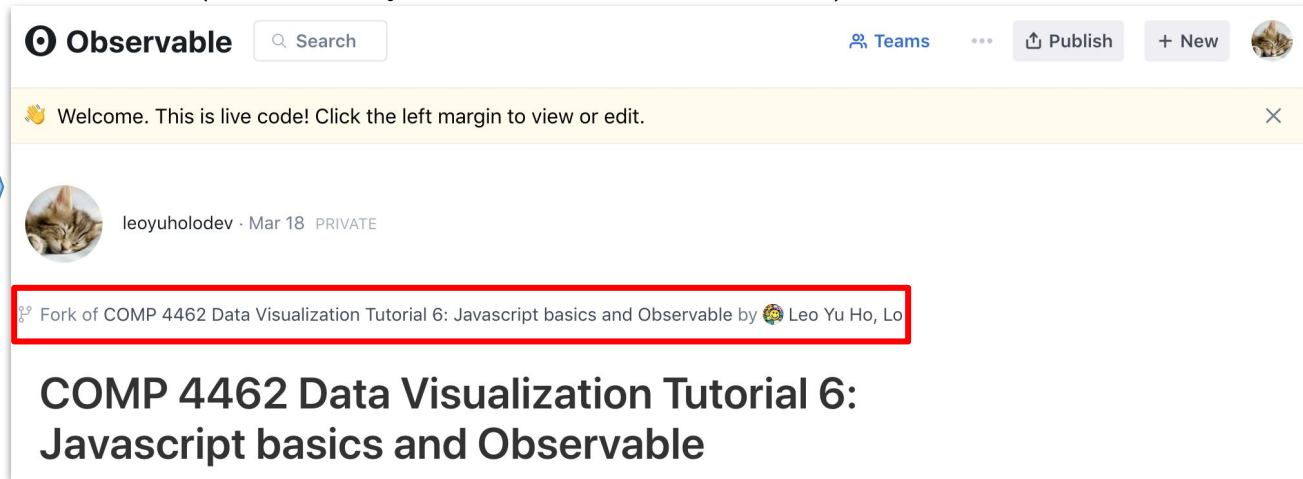 Observable
Search
Teams
Publish
+ New
👋 Welcome. This is live code! Click the left margin to view or edit.
leoyuholodev · Mar 18 PRIVATE
Fork of COMP 4462 Data Visualization Tutorial 6: Javascript basics and Observable by Leo Yu Ho, Lo
COMP 4462 Data Visualization Tutorial 6:
Javascript basics and Observable